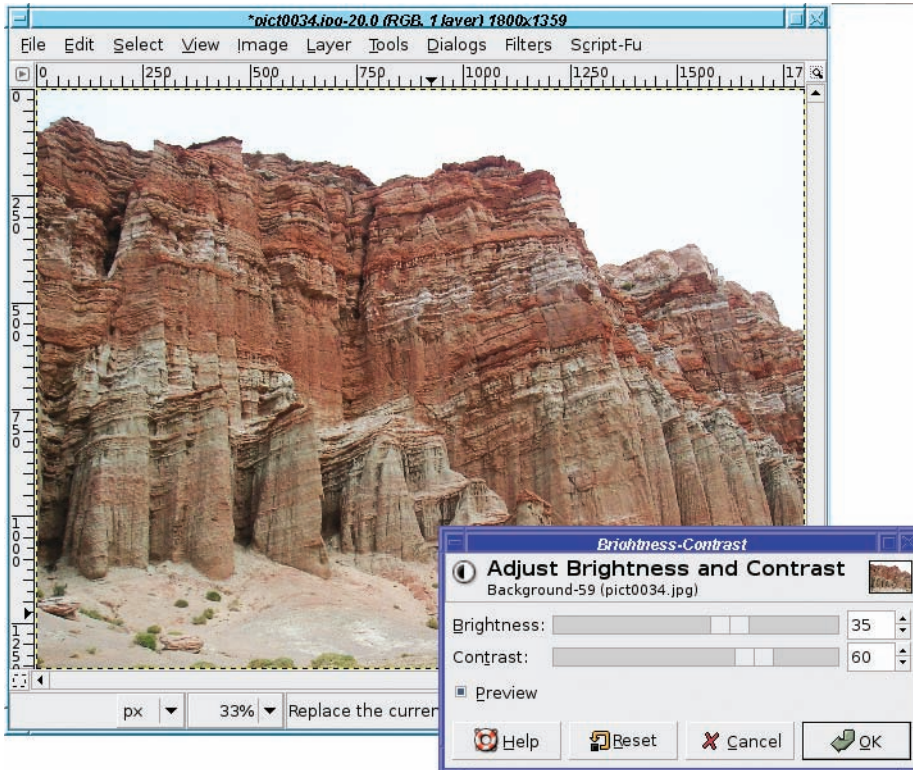 *pict0034.jpg-20.0 (RGB, 1 layer) 1800x1359
File Edit Select View Image Layer Tools Dialogs Filters Script-Fu
0 250 500 750 1000 1250 1500 17
0
250
500
750
1000
125
Brightness-Contrast
Adjust Brightness and Contrast
Background-59 (pict0034.jpg)
Brightness: 35
Contrast: 60
Preview
px 33% Replace the curren
Help Reset Cancel OK